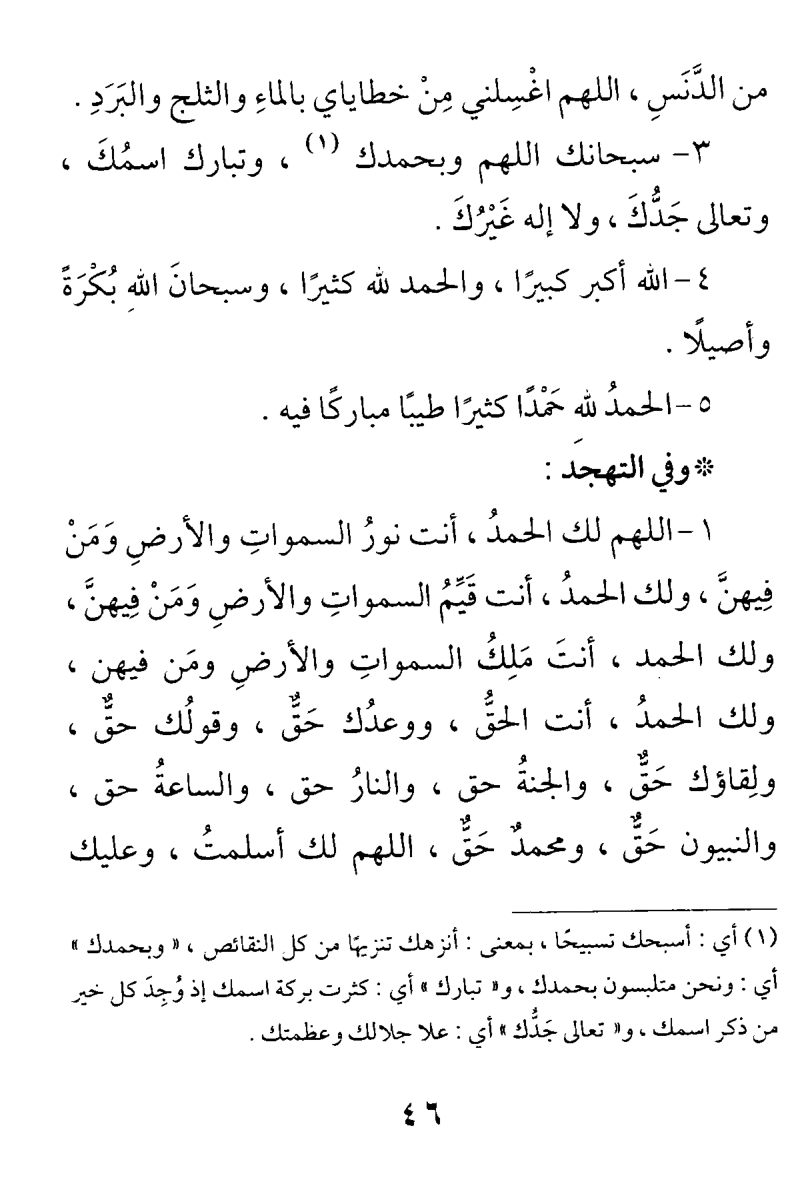 من الدَّنَسِ ، اللهم اغْسِلني مِنْ خطاياي بالماءِ والثلج والبَرَدِ .
٣- سبحانك اللهم وبحمدك (١) ، وتبارك اسمُكَ ،
وتعالى جَدُّكَ ، ولا إله غَيْرُكَ .
٤- الله أكبر كبيرًا ، والحمد لله كثيرًا ، وسبحانَ اللهِ بُكْرَةً
وأصيلًا .
٥- الحمدُ للهِ حَمْدًا كثيرًا طيبًا مباركًا فيه .
* وفي التهجد :
١- اللهم لك الحمدُ ، أنت نورُ السمواتِ والأرضِ وَمَنْ
فِيهنَّ ، ولك الحمدُ ، أنت قَيِّمُ السمواتِ والأرضِ وَمَنْ فِيهنَّ ،
ولك الحمد ، أنتَ مَلِكُ السمواتِ والأرضِ ومَن فيهن ،
ولك الحمدُ ، أنت الحقُّ ، ووعدُك حَقٌّ ، وقولُك حقٌّ ،
ولِقاؤك حَقٌّ ، والجنةُ حق ، والنارُ حق ، والساعةُ حق ،
والنبيون حَقٌّ ، ومحمدٌ حَقٌّ ، اللهم لك أسلمتُ ، وعليك
(١) أي : أسبحك تسبيحًا ، بمعنى : أنزهك تنزيهًا من كل النقائص ، « وبحمدك »
أي : ونحن متلبسون بحمدك ، و« تبارك » أي : كثرت بركة اسمك إذ وُجِدَ كل خير
من ذكر اسمك ، و« تعالى جَدُّك » أي : علا جلالك وعظمتك .
٤٦